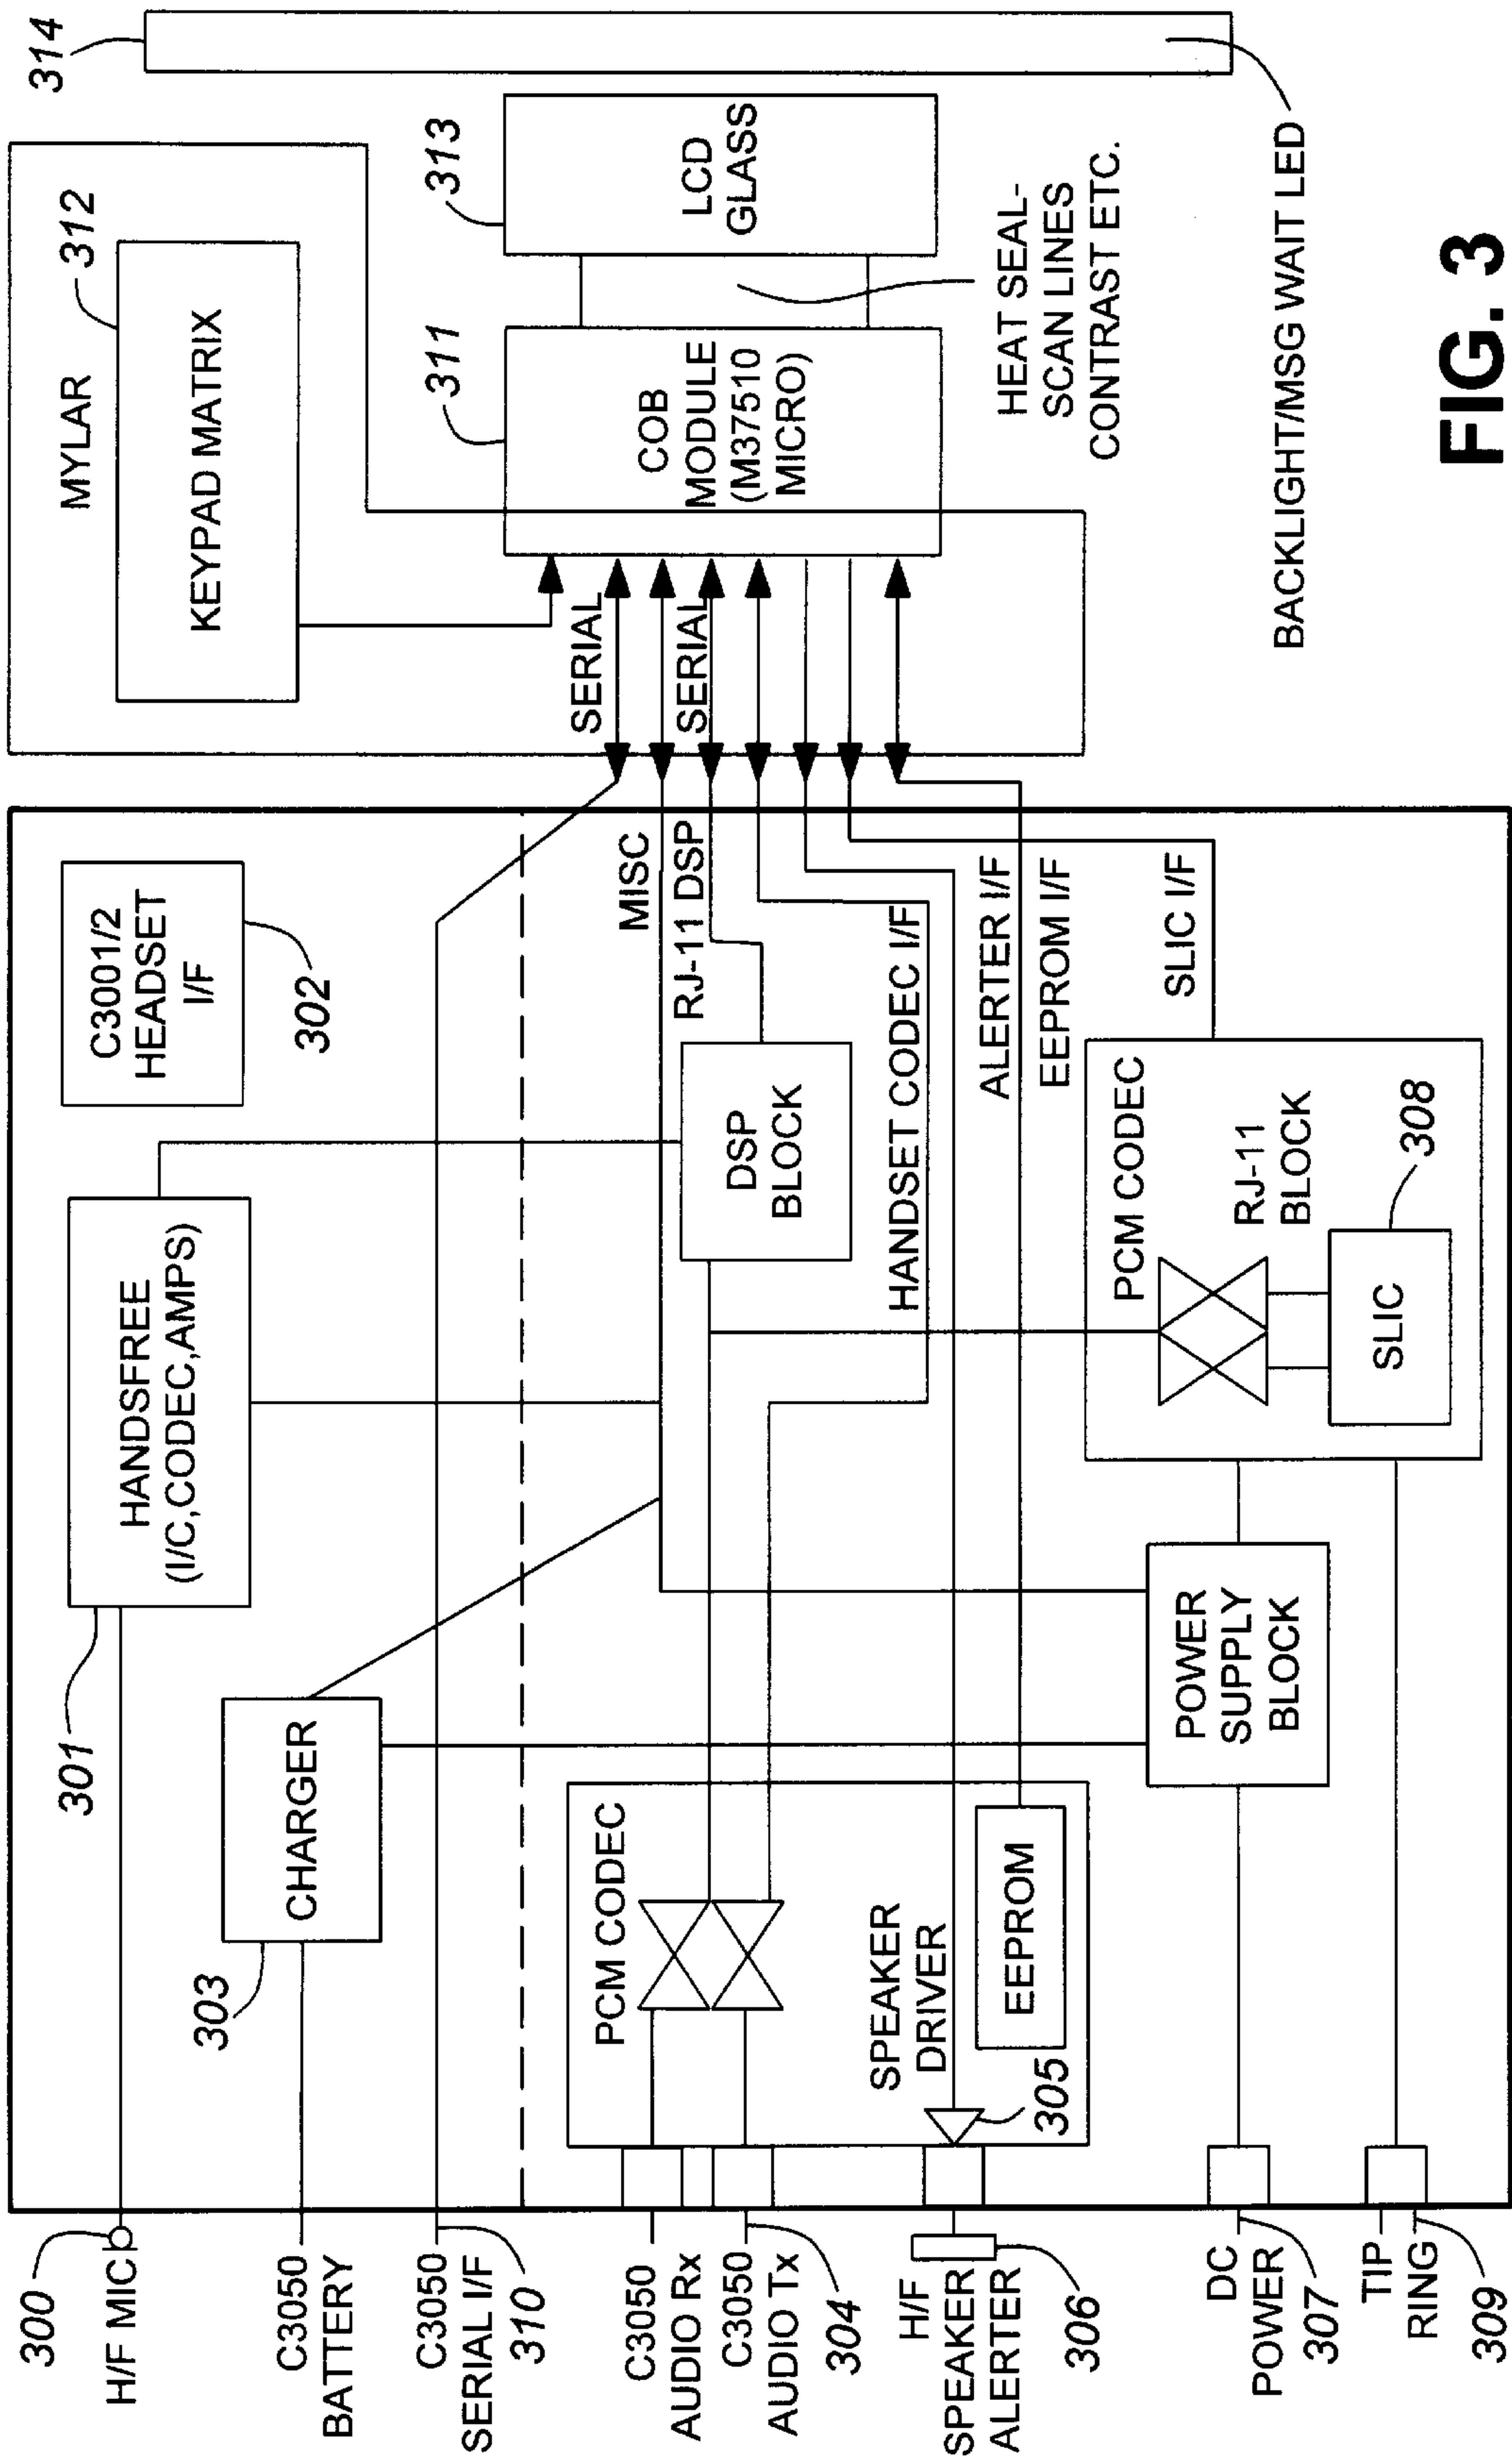 300
H/F MIC
C3050
BATTERY
C3050
SERIAL I/F
310
C3050
AUDIO Rx
C3050
AUDIO Tx
304
H/F
SPEAKER
ALERTER
306
DC
POWER
307
TIP
RING
309
301
HANDSFREE
(I/C,CODEC,AMPS)
303
CHARGER
C3001/2
HEADSET
I/F
302
PCM CODEC
SPEAKER
DRIVER
305
EEPROM
MISC
RJ-11 DSP
DSP
BLOCK
HANDSET CODEC I/F
ALERTER I/F
EEPROM I/F
SLIC I/F
POWER
SUPPLY
BLOCK
PCM CODEC
RJ-11
BLOCK
SLIC
308
MYLAR
312
KEYPAD MATRIX
SERIAL
SERIAL
311
COB
MODULE
(M37510
MICRO)
313
LCD
GLASS
314
HEAT SEAL-
SCAN LINES
CONTRAST ETC.
BACKLIGHT/MSG WAIT LED
FIG. 3